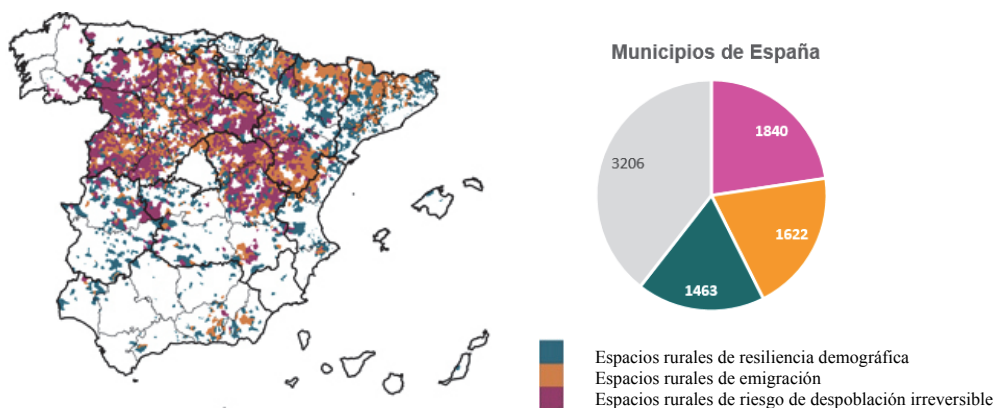 Municipios de España
1840
3206
1622
1463
Espacios rurales de resiliencia demográfica
Espacios rurales de emigración
Espacios rurales de riesgo de despoblación irreversible